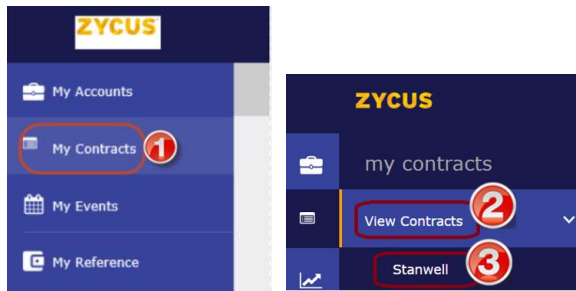 ZYCUS
My Accounts
My Contracts 1
My Events
My Reference
ZYCUS
my contracts
View Contracts 2
Stanwell 3